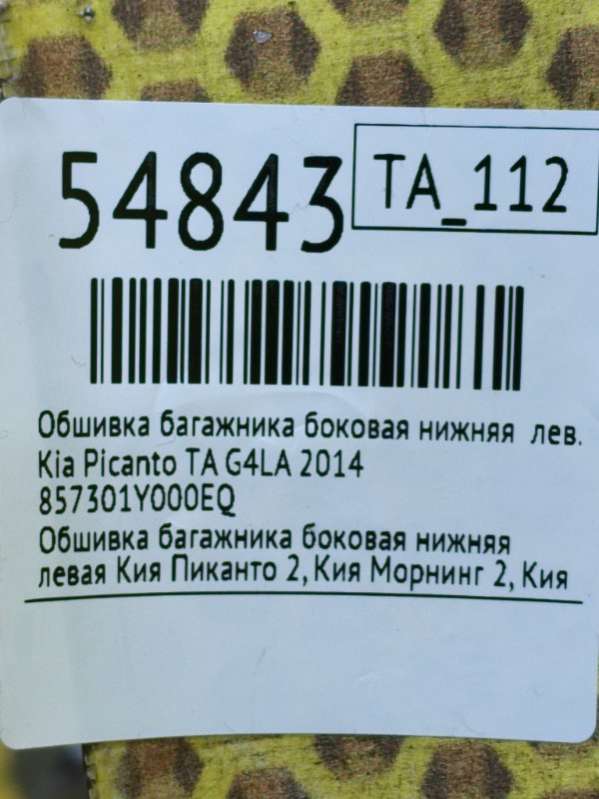 54843 TA_112
Обшивка багажника боковая нижняя лев.
Kia Picanto TA G4LA 2014
857301Y000EQ
Обшивка багажника боковая нижняя
левая Кия Пиканто 2, Кия Морнинг 2, Кия